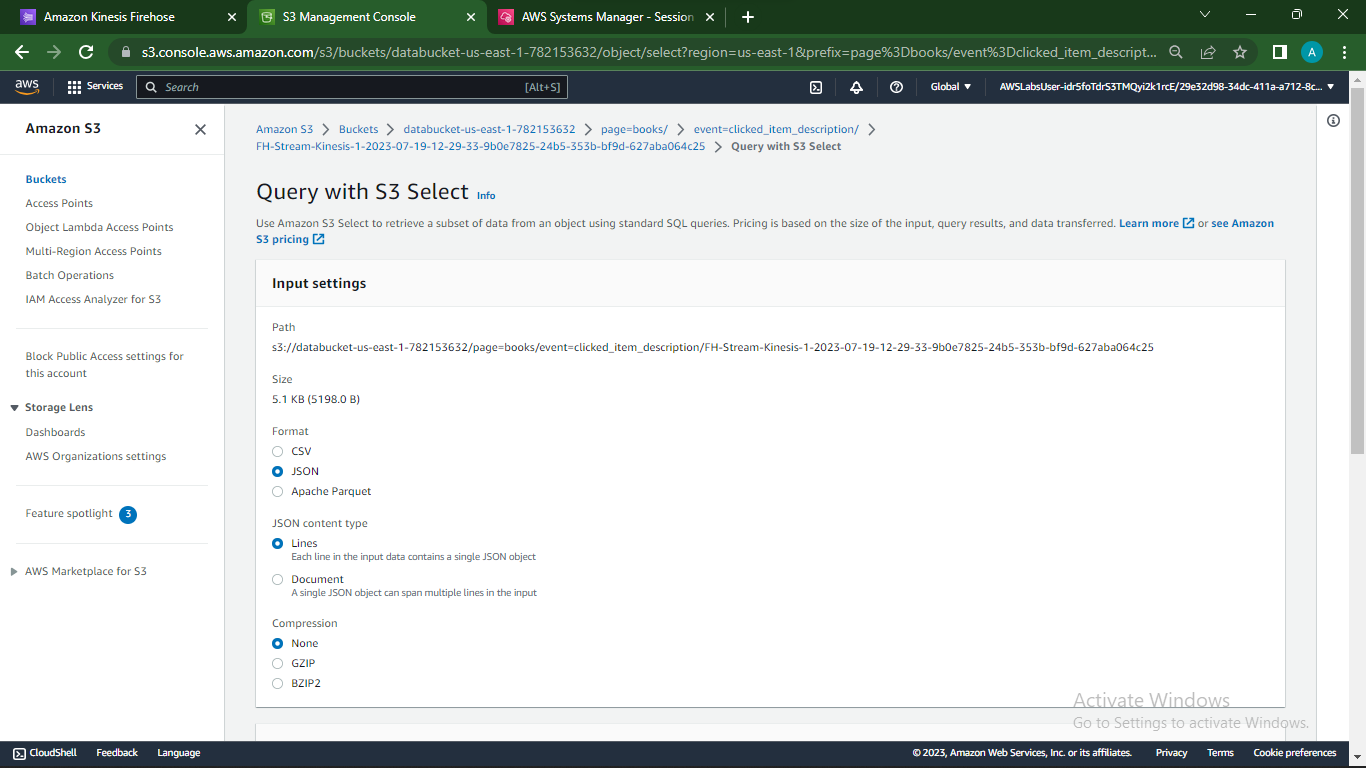 Amazon Kinesis Firehose
S3 Management Console
AWS Systems Manager - Session
s3.console.aws.amazon.com/s3/buckets/databucket-us-east-1-782153632/object/select?region=us-east-1&prefix=page%3Dbooks/event%3Dclicked_item_descript...
A
aws
Services
Search
[Alt+S]
Global
AWSLabsUser-idr5foTdrS3TMQyi2k1rcE/29e32d98-34dc-411a-a712-8c...
Amazon S3
Buckets
Access Points
Object Lambda Access Points
Multi-Region Access Points
Batch Operations
IAM Access Analyzer for S3
Block Public Access settings for
this account
Storage Lens
Dashboards
AWS Organizations settings
Feature spotlight 3
AWS Marketplace for S3
Amazon S3 > Buckets > databucket-us-east-1-782153632 > page=books/ > event=clicked_item_description/ >
FH-Stream-Kinesis-1-2023-07-19-12-29-33-9b0e7825-24b5-353b-bf9d-627aba064c25 > Query with S3 Select
Query with S3 Select Info
Use Amazon S3 Select to retrieve a subset of data from an object using standard SQL queries. Pricing is based on the size of the input, query results, and data transferred. Learn more or see Amazon
S3 pricing
Input settings
Path
s3://databucket-us-east-1-782153632/page=books/event=clicked_item_description/FH-Stream-Kinesis-1-2023-07-19-12-29-33-9b0e7825-24b5-353b-bf9d-627aba064c25
Size
5.1 KB (5198.0 B)
Format
CSV
JSON
Apache Parquet
JSON content type
Lines
Each line in the input data contains a single JSON object
Document
A single JSON object can span multiple lines in the input
Compression
None
GZIP
BZIP2
Activate Windows
Go to Settings to activate Windows.
CloudShell
Feedback
Language
© 2023, Amazon Web Services, Inc. or its affiliates.
Privacy
Terms
Cookie preferences